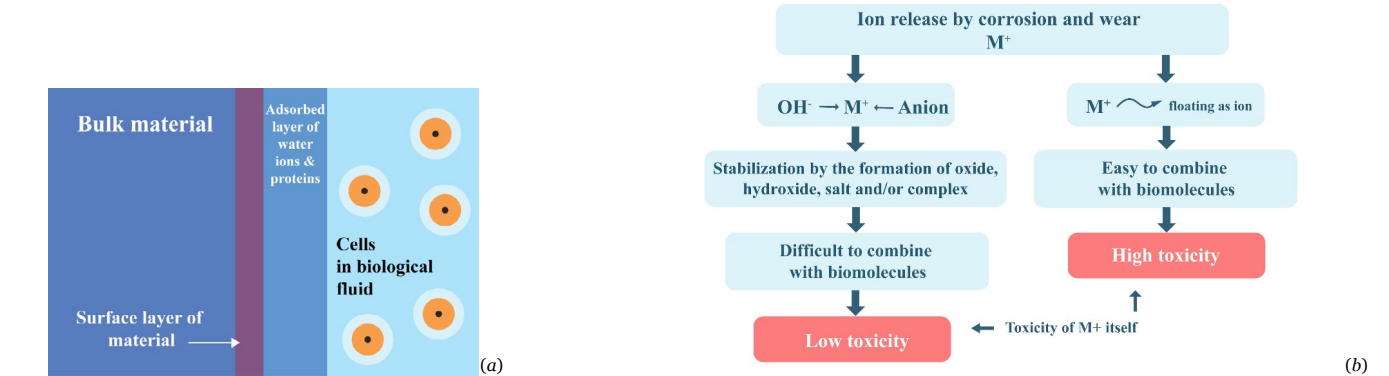 Bulk material
Adsorbed
layer of
water
ions &
proteins
Cells
in biological
fluid
Surface layer of
material
(a)
Ion release by corrosion and wear
M⁺
OH⁻ → M⁺ ← Anion
Stabilization by the formation of oxide,
hydroxide, salt and/or complex
Difficult to combine
with biomolecules
Low toxicity
M⁺ floating as ion
Easy to combine
with biomolecules
High toxicity
Toxicity of M+ itself
(b)